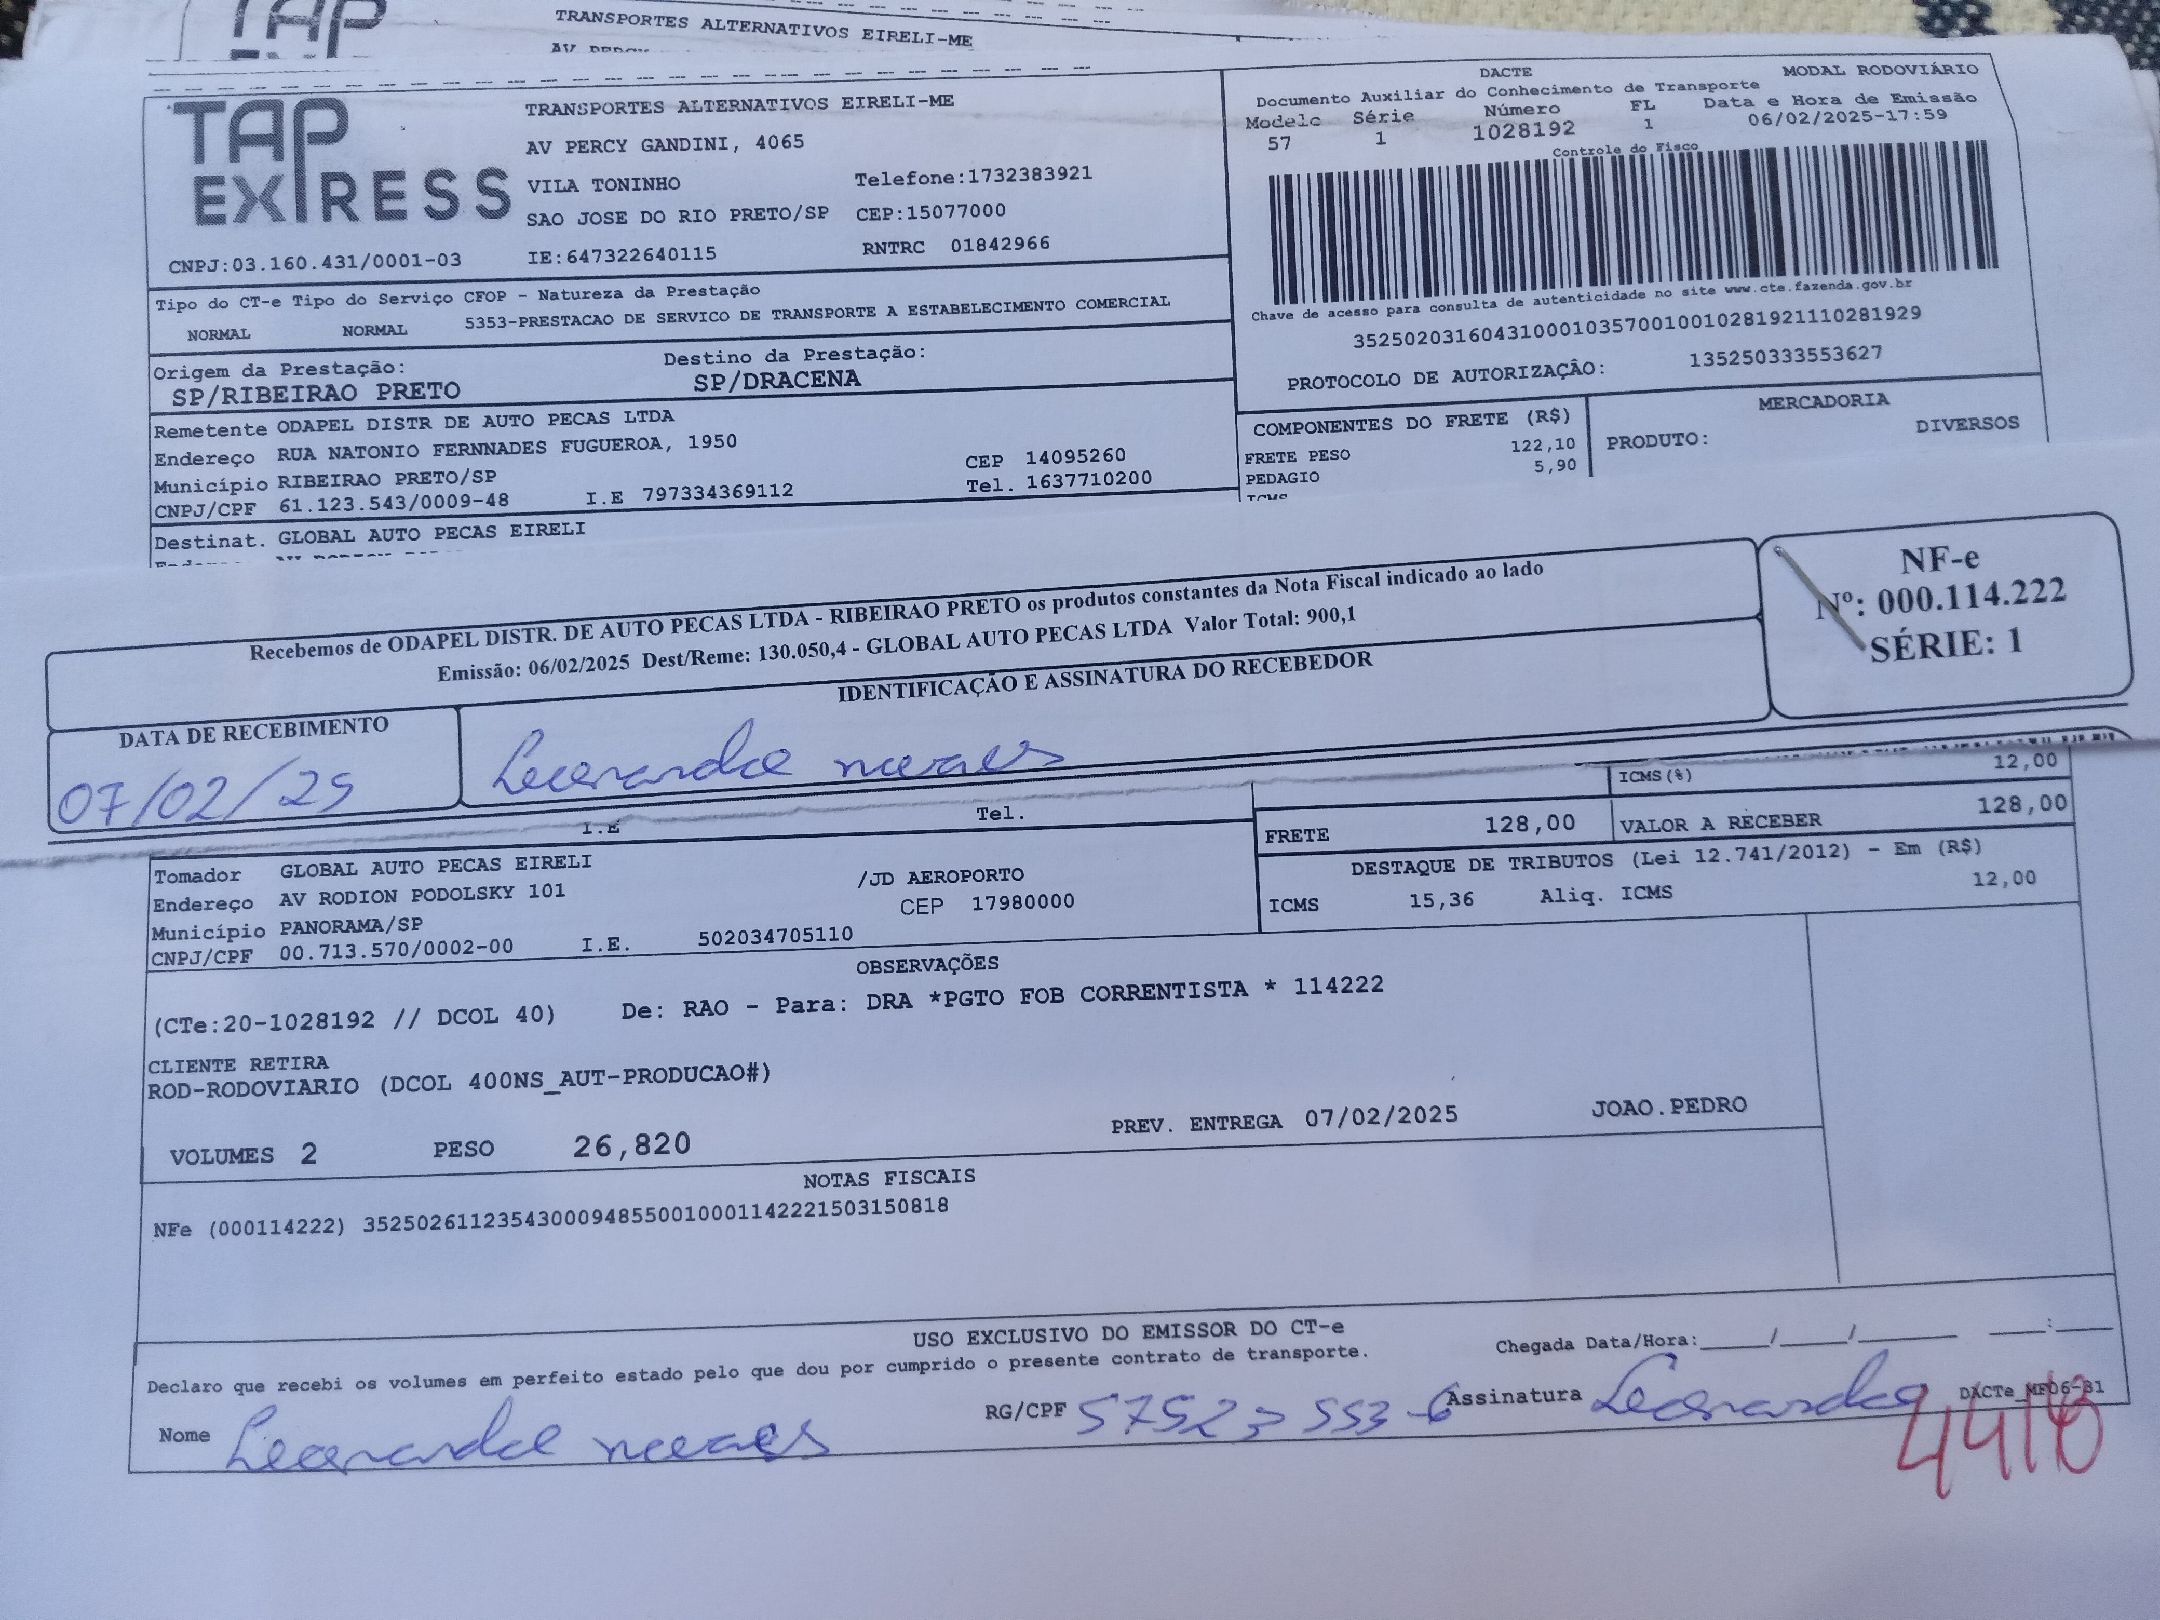 TRANSPORTES ALTERNATIVOS EIRELI-ME
TAP EXPRESS
TRANSPORTES ALTERNATIVOS EIRELI-ME
AV PERCY GANDINI, 4065
VILA TONINHO Telefone:1732383921
SAO JOSE DO RIO PRETO/SP CEP:15077000
CNPJ:03.160.431/0001-03 IE:647322640115 RNTRC 01842966
DACTE MODAL RODOVIÁRIO
Documento Auxiliar do Conhecimento de Transporte
Modelo Série Número FL Data e Hora de Emissão
57 1 1028192 1 06/02/2025-17:59
Controle do Fisco
Chave de acesso para consulta de autenticidade no site www.cte.fazenda.gov.br
35250203160431000103570010010281921110281929
PROTOCOLO DE AUTORIZAÇÃO: 135250333553627
Tipo do CT-e Tipo do Serviço CFOP - Natureza da Prestação
NORMAL NORMAL 5353-PRESTACAO DE SERVICO DE TRANSPORTE A ESTABELECIMENTO COMERCIAL
Origem da Prestação: Destino da Prestação:
SP/RIBEIRAO PRETO SP/DRACENA
Remetente ODAPEL DISTR DE AUTO PECAS LTDA
Endereço RUA NATONIO FERNNADES FUGUEROA, 1950
Município RIBEIRAO PRETO/SP CEP 14095260
CNPJ/CPF 61.123.543/0009-48 I.E 797334369112 Tel. 1637710200
Destinat. GLOBAL AUTO PECAS EIRELI
COMPONENTES DO FRETE (R$) MERCADORIA
FRETE PESO 122,10 PRODUTO: DIVERSOS
PEDAGIO 5,90
Recebemos de ODAPEL DISTR. DE AUTO PECAS LTDA - RIBEIRAO PRETO os produtos constantes da Nota Fiscal indicado ao lado
Emissão: 06/02/2025 Dest/Reme: 130.050,4 - GLOBAL AUTO PECAS LTDA Valor Total: 900,1
NF-e
Nº: 000.114.222
SÉRIE: 1
DATA DE RECEBIMENTO IDENTIFICAÇÃO E ASSINATURA DO RECEBEDOR
07/02/25
I.E Tel.
ICMS(%) 12,00
FRETE 128,00 VALOR A RECEBER 128,00
DESTAQUE DE TRIBUTOS (Lei 12.741/2012) - Em (R$)
ICMS 15,36 Aliq. ICMS 12,00
Tomador GLOBAL AUTO PECAS EIRELI
Endereço AV RODION PODOLSKY 101 /JD AEROPORTO
Município PANORAMA/SP CEP 17980000
CNPJ/CPF 00.713.570/0002-00 I.E. 502034705110
OBSERVAÇÕES
(CTe:20-1028192 // DCOL 40) De: RAO - Para: DRA *PGTO FOB CORRENTISTA * 114222
CLIENTE RETIRA
ROD-RODOVIARIO (DCOL 400NS_AUT-PRODUCAO#)
VOLUMES 2 PESO 26,820 PREV. ENTREGA 07/02/2025 JOAO.PEDRO
NOTAS FISCAIS
NFe (000114222) 35250261123543000948550010001142221503150818
USO EXCLUSIVO DO EMISSOR DO CT-e
Declaro que recebi os volumes em perfeito estado pelo que dou por cumprido o presente contrato de transporte.
Chegada Data/Hora:____/____/______ ____:____
Nome RG/CPF Assinatura